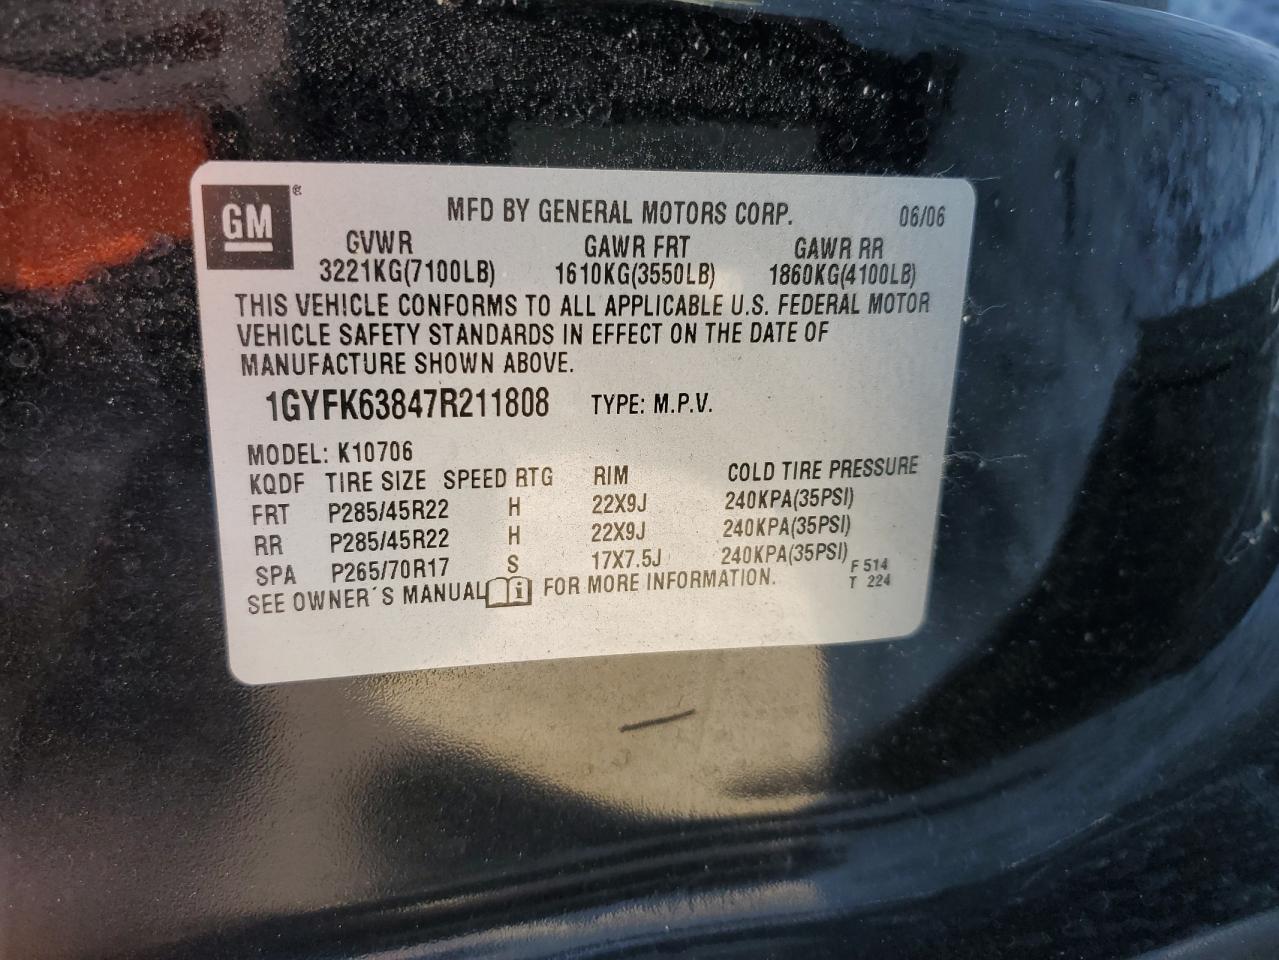 GM ®
MFD BY GENERAL MOTORS CORP. 06/06
GVWR GAWR FRT GAWR RR
3221KG(7100LB) 1610KG(3550LB) 1860KG(4100LB)
THIS VEHICLE CONFORMS TO ALL APPLICABLE U.S. FEDERAL MOTOR
VEHICLE SAFETY STANDARDS IN EFFECT ON THE DATE OF
MANUFACTURE SHOWN ABOVE.
1GYFK63847R211808 TYPE: M.P.V.
MODEL: K10706
KQDF TIRE SIZE SPEED RTG RIM COLD TIRE PRESSURE
FRT P285/45R22 H 22X9J 240KPA(35PSI)
RR P285/45R22 H 22X9J 240KPA(35PSI)
SPA P265/70R17 S 17X7.5J 240KPA(35PSI) F 514
SEE OWNER'S MANUAL i FOR MORE INFORMATION. T 224